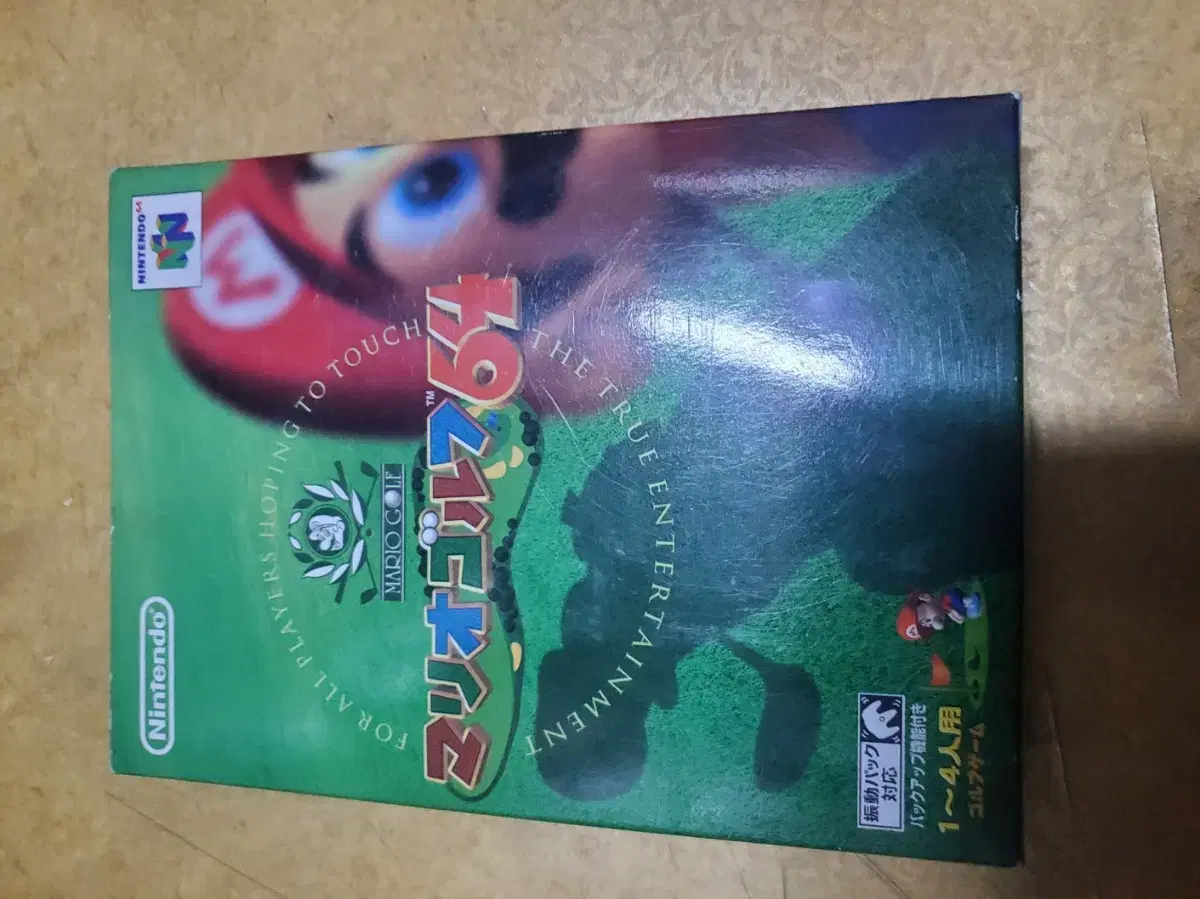 Nintendo®
NINTENDO 64
FOR ALL PLAYERS HOPING TO TOUCH THE TRUE ENTERTAINMENT
MARIO GOLF
マリオゴルフ64™
振動パック
対応
バックアップ機能付き
1〜4人用
ゴルフゲーム